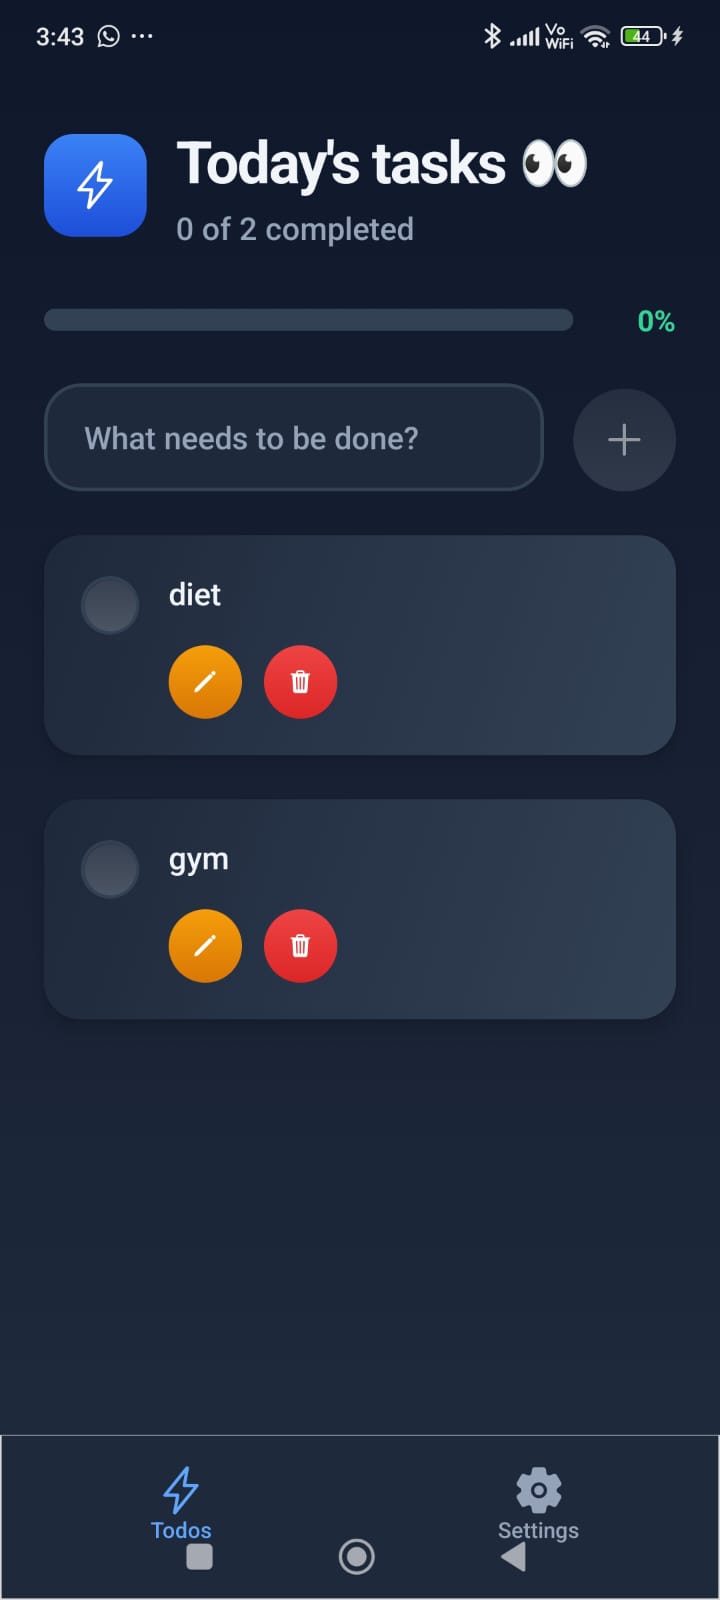 3:43
Vo
WiFi
44
Today's tasks 👀
0 of 2 completed
0%
What needs to be done?
diet
gym
Todos
Settings